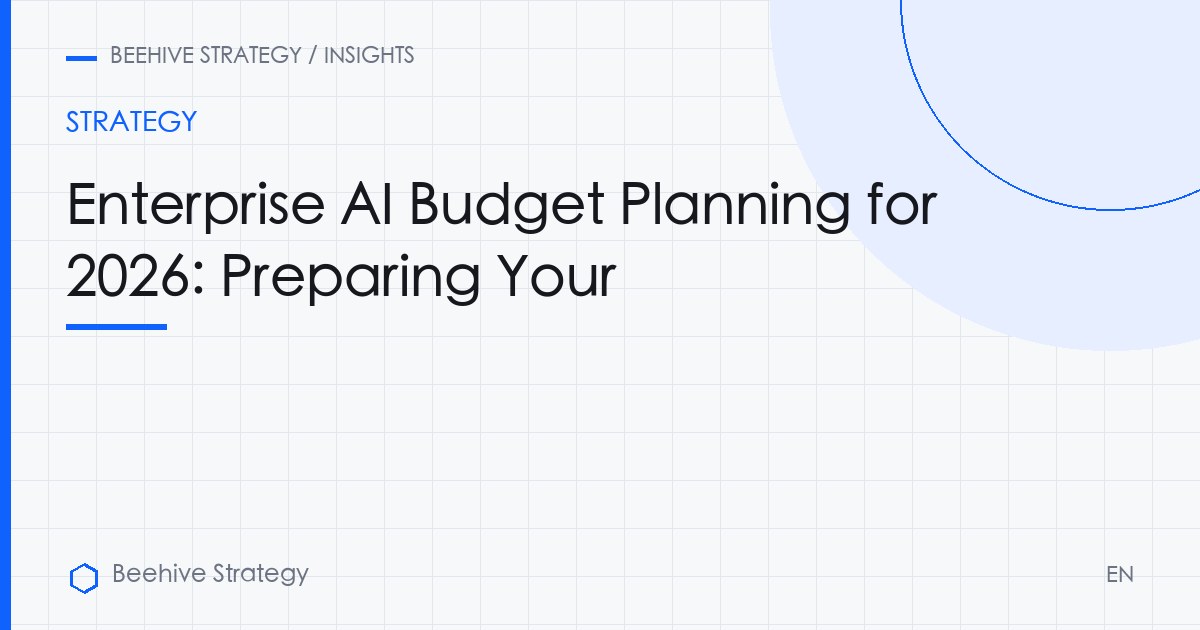 BEEHIVE STRATEGY / INSIGHTS
STRATEGY
Enterprise AI Budget Planning for
2026: Preparing Your
Beehive Strategy
EN